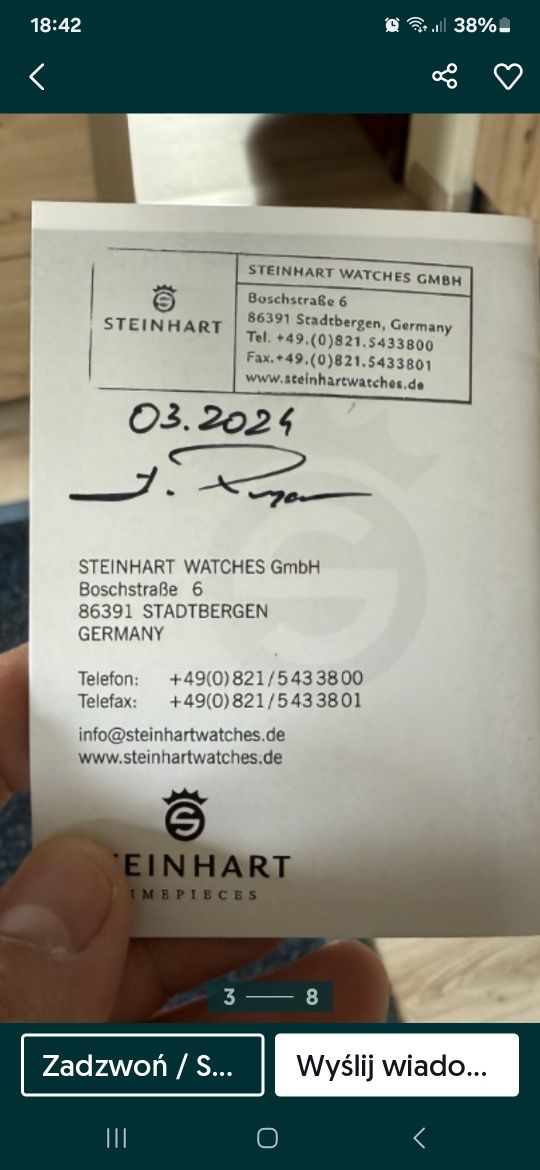 18:42
38%
STEINHART
STEINHART WATCHES GMBH
Boschstraße 6
86391 Stadtbergen, Germany
Tel. +49.(0)821.5433800
Fax.+49.(0)821.5433801
www.steinhartwatches.de
03.2024
STEINHART WATCHES GmbH
Boschstraße 6
86391 STADTBERGEN
GERMANY
Telefon: +49(0)821/5433800
Telefax: +49(0)821/5433801
info@steinhartwatches.de
www.steinhartwatches.de
EINHART
IMEPIECES
3 8
Zadzwoń / S...
Wyślij wiado...